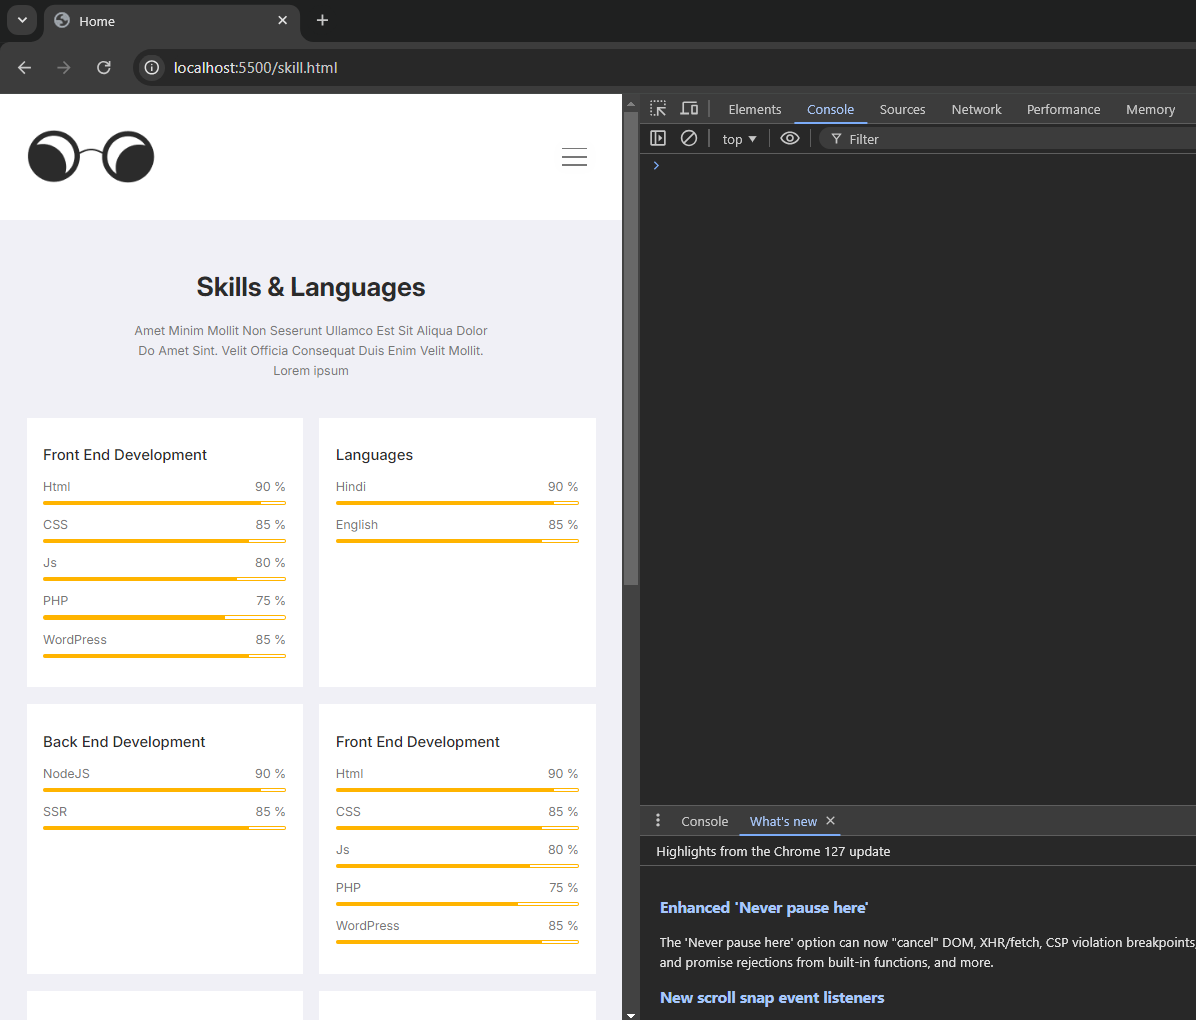 Home
localhost:5500/skill.html
Skills & Languages
Amet Minim Mollit Non Seserunt Ullamco Est Sit Aliqua Dolor
Do Amet Sint. Velit Officia Consequat Duis Enim Velit Mollit.
Lorem ipsum
Front End Development
Html 90 %
CSS 85 %
Js 80 %
PHP 75 %
WordPress 85 %
Languages
Hindi 90 %
English 85 %
Back End Development
NodeJS 90 %
SSR 85 %
Front End Development
Html 90 %
CSS 85 %
Js 80 %
PHP 75 %
WordPress 85 %
Elements Console Sources Network Performance Memory
top Filter
Console What's new
Highlights from the Chrome 127 update
Enhanced 'Never pause here'
The 'Never pause here' option can now "cancel" DOM, XHR/fetch, CSP violation breakpoints,
and promise rejections from built-in functions, and more.
New scroll snap event listeners